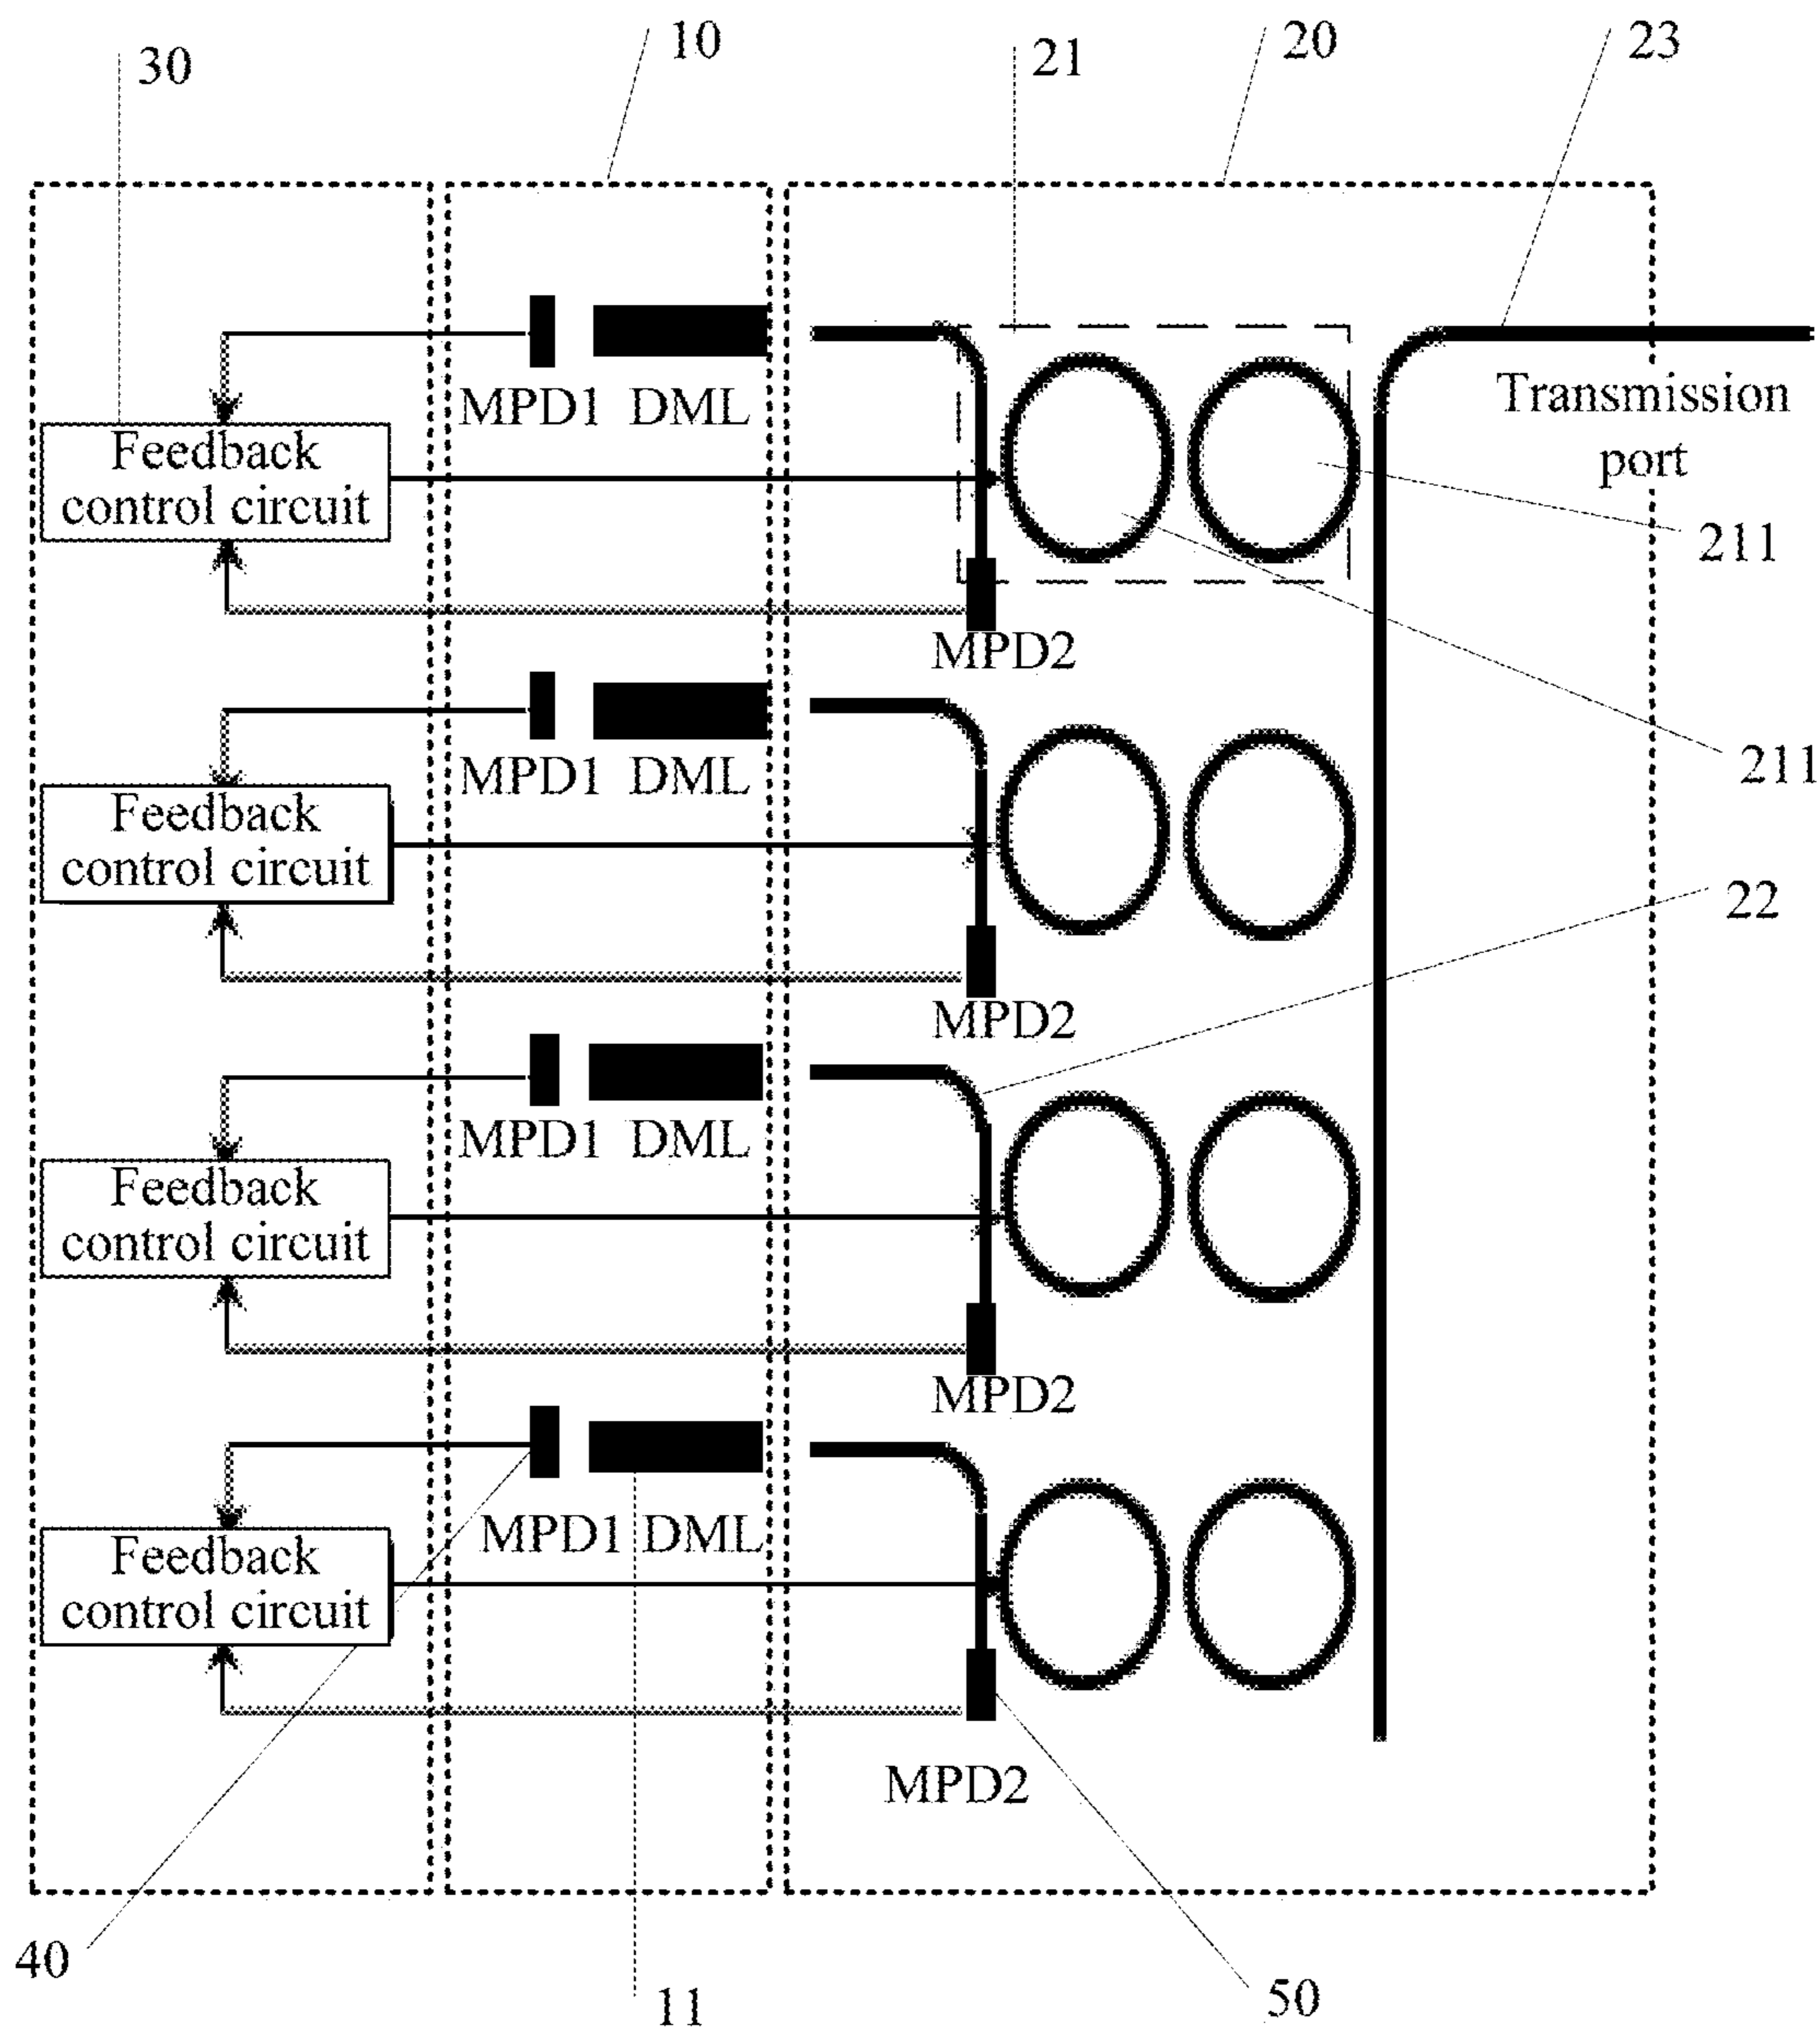 10
21
20
23
30
MPD1 DML
Transmission
port
Feedback
control circuit
211
MPD2
MPD1 DML
211
Feedback
control circuit
22
MPD2
MPD1 DML
Feedback
control circuit
MPD2
MPD1 DML
Feedback
control circuit
MPD2
40
11
50